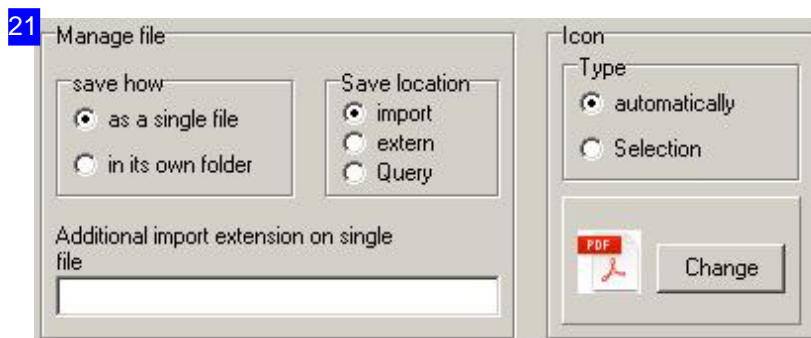 21
Manage file
save how
as a single file
in its own folder
Save location
import
extern
Query
Additional import extension on single
file
Icon
Type
automatically
Selection
PDF
Change